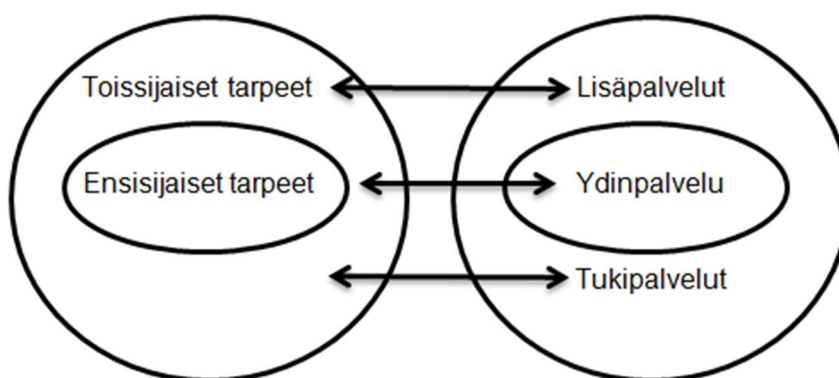 Toissijaiset tarpeet
Lisäpalvelut
Ensisijaiset tarpeet
Ydinpalvelu
Tukipalvelut